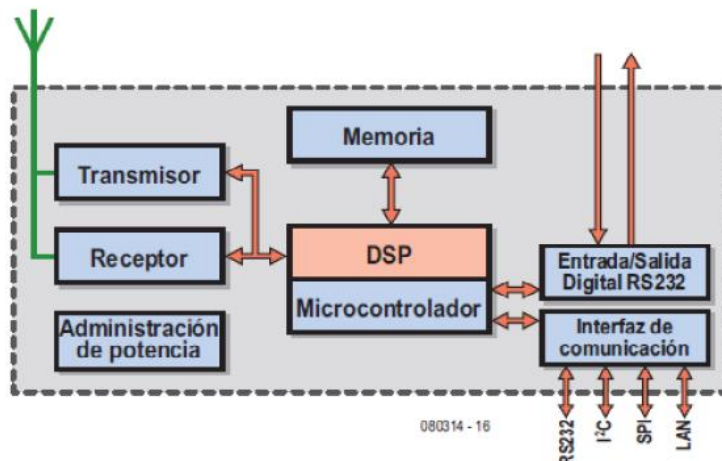 Memoria
Transmisor
Receptor
DSP
Microcontrolador
Entrada/Salida
Digital RS232
Administración
de potencia
Interfaz de
comunicación
080314 - 16
RS232
I²C
SPI
LAN